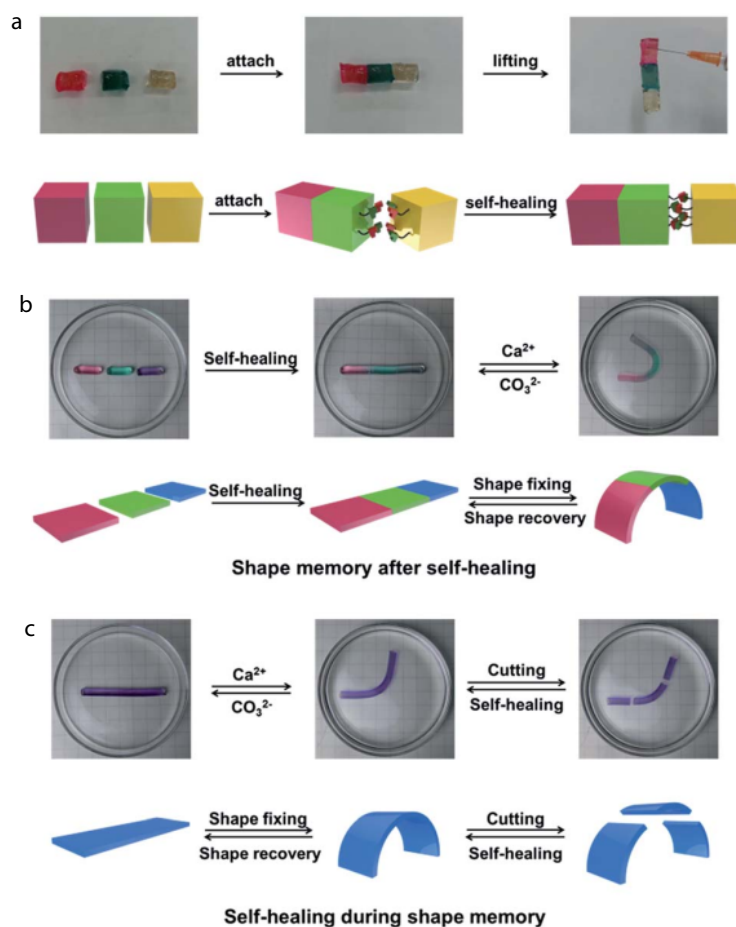 a
attach
lifting
attach
self-healing
b
Self-healing
Ca²⁺
CO₃²⁻
Self-healing
Shape fixing
Shape recovery
Shape memory after self-healing
c
Ca²⁺
CO₃²⁻
Cutting
Self-healing
Shape fixing
Shape recovery
Cutting
Self-healing
Self-healing during shape memory